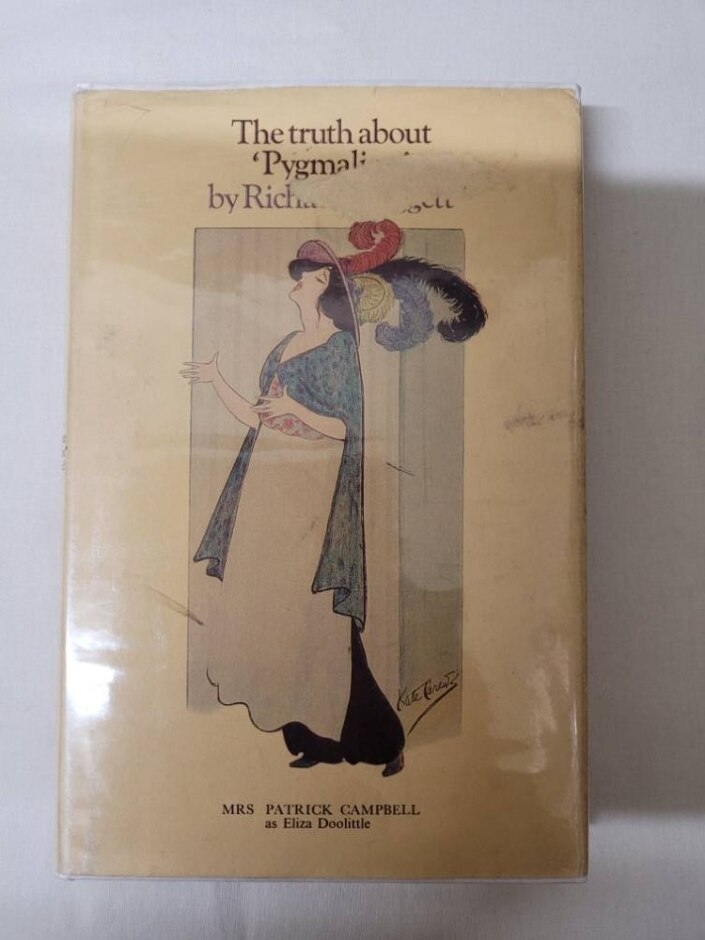 The truth about
by
Kate Carew
MRS PATRICK CAMPBELL
as Eliza Doolittle